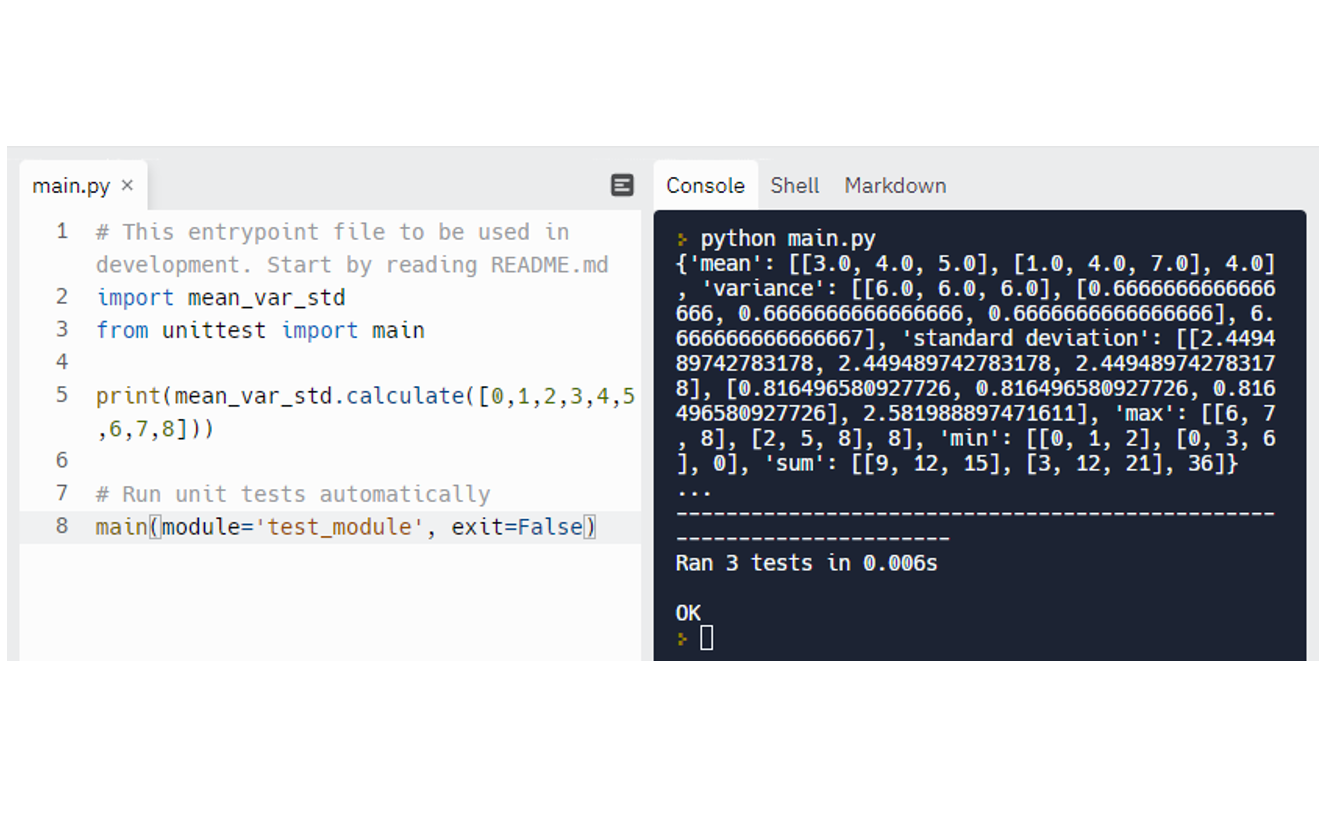 main.py ×
1 # This entrypoint file to be used in
development. Start by reading README.md
2 import mean_var_std
3 from unittest import main
4
5 print(mean_var_std.calculate([0,1,2,3,4,5
,6,7,8]))
6
7 # Run unit tests automatically
8 main(module='test_module', exit=False)
Console Shell Markdown
> python main.py
{'mean': [[3.0, 4.0, 5.0], [1.0, 4.0, 7.0], 4.0]
, 'variance': [[6.0, 6.0, 6.0], [0.6666666666666
666, 0.6666666666666666, 0.6666666666666666], 6.
666666666666667], 'standard deviation': [[2.4494
89742783178, 2.449489742783178, 2.44948974278317
8], [0.816496580927726, 0.816496580927726, 0.816
496580927726], 2.581988897471611], 'max': [[6, 7
, 8], [2, 5, 8], 8], 'min': [[0, 1, 2], [0, 3, 6
], 0], 'sum': [[9, 12, 15], [3, 12, 21], 36]}
...
------------------------------------------------
----------------------
Ran 3 tests in 0.006s
OK
>